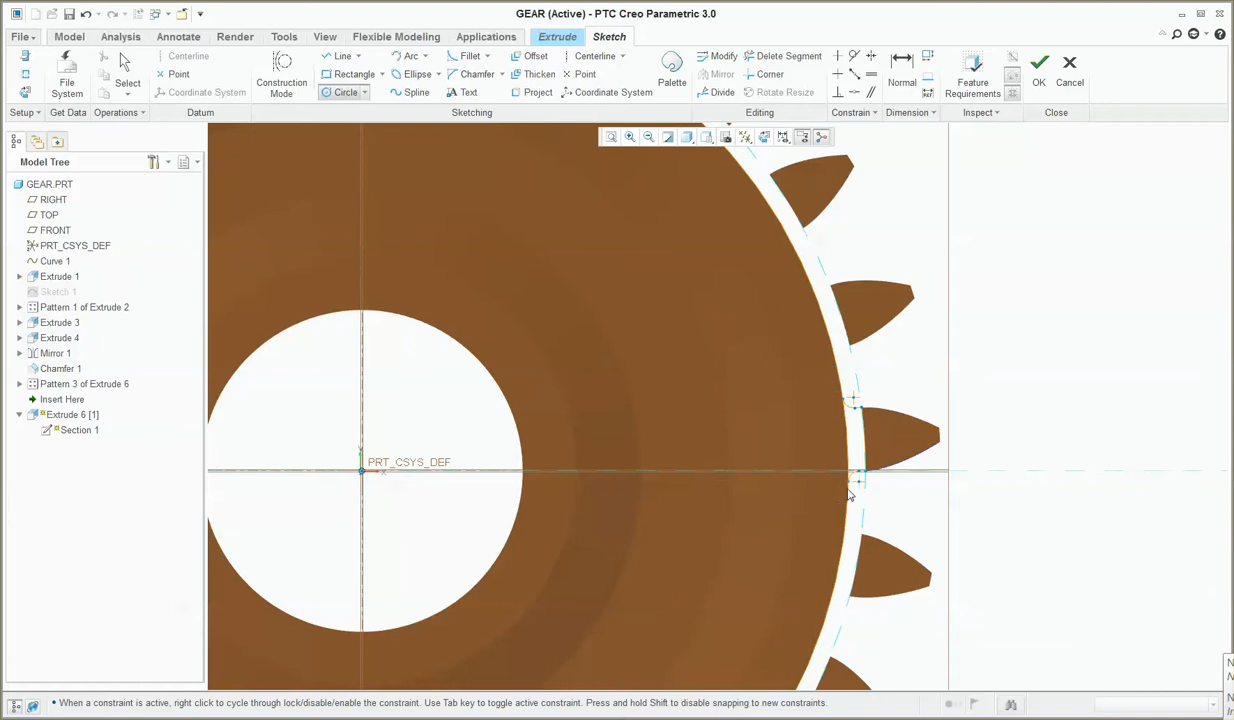 GEAR (Active) - PTC Creo Parametric 3.0
File Model Analysis Annotate Render Tools View Flexible Modeling Applications Extrude Sketch
File System
Select
Centerline
Point
Coordinate System
Construction Mode
Line Arc Fillet Offset Centerline
Rectangle Ellipse Chamfer Thicken Point
Circle Spline Text Project Coordinate System
Palette
Modify Delete Segment
Mirror Corner
Divide Rotate Resize
Normal
Feature Requirements
OK Cancel
Setup Get Data Operations Datum Sketching Editing Constrain Dimension Inspect Close
Model Tree
GEAR.PRT
RIGHT
TOP
FRONT
PRT_CSYS_DEF
Curve 1
Extrude 1
Sketch 1
Pattern 1 of Extrude 2
Extrude 3
Extrude 4
Mirror 1
Chamfer 1
Pattern 3 of Extrude 6
Insert Here
Extrude 6 [1]
Section 1
PRT_CSYS_DEF
• When a constraint is active, right click to cycle through lock/disable/enable the constraint. Use Tab key to toggle active constraint. Press and hold Shift to disable snapping to new constraints.